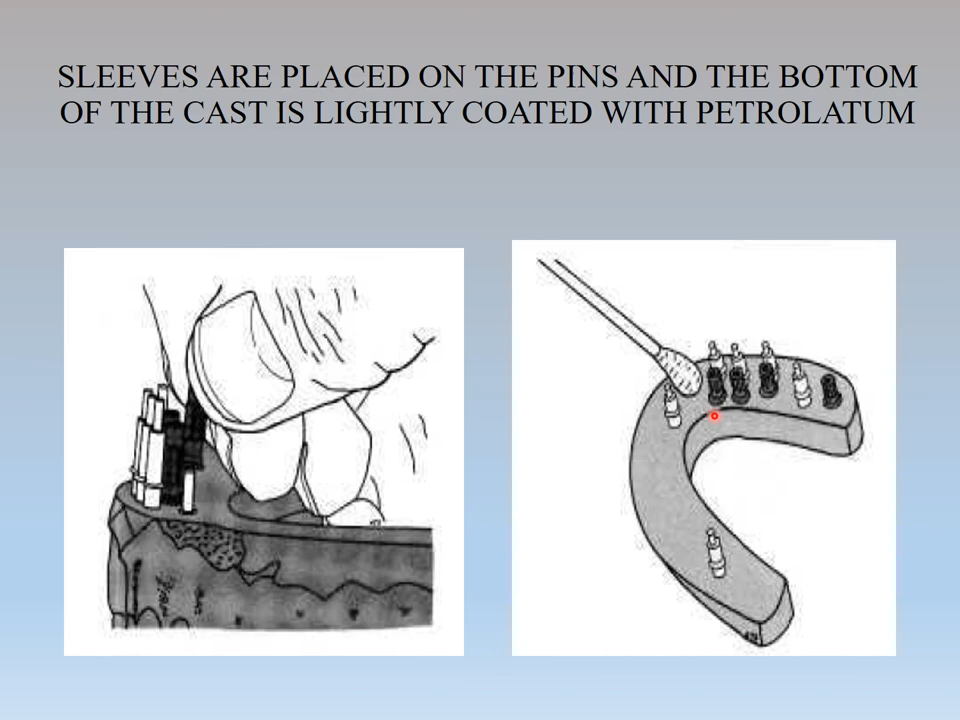 SLEEVES ARE PLACED ON THE PINS AND THE BOTTOM
OF THE CAST IS LIGHTLY COATED WITH PETROLATUM